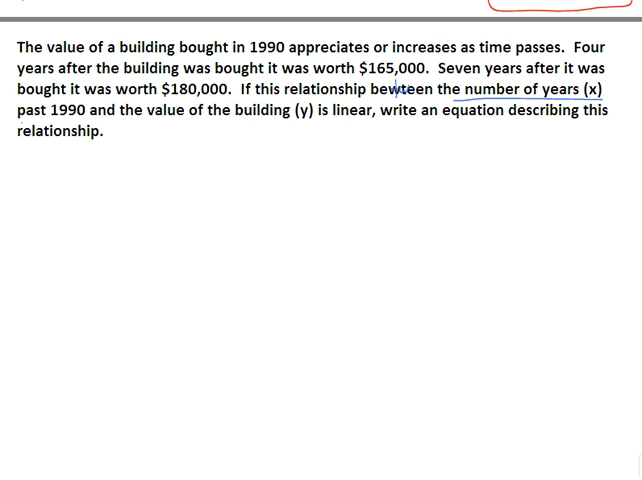 The value of a building bought in 1990 appreciates or increases as time passes.  Four
years after the building was bought it was worth $165,000.  Seven years after it was
bought it was worth $180,000.  If this relationship between the number of years (x)
past 1990 and the value of the building (y) is linear, write an equation describing this
relationship.